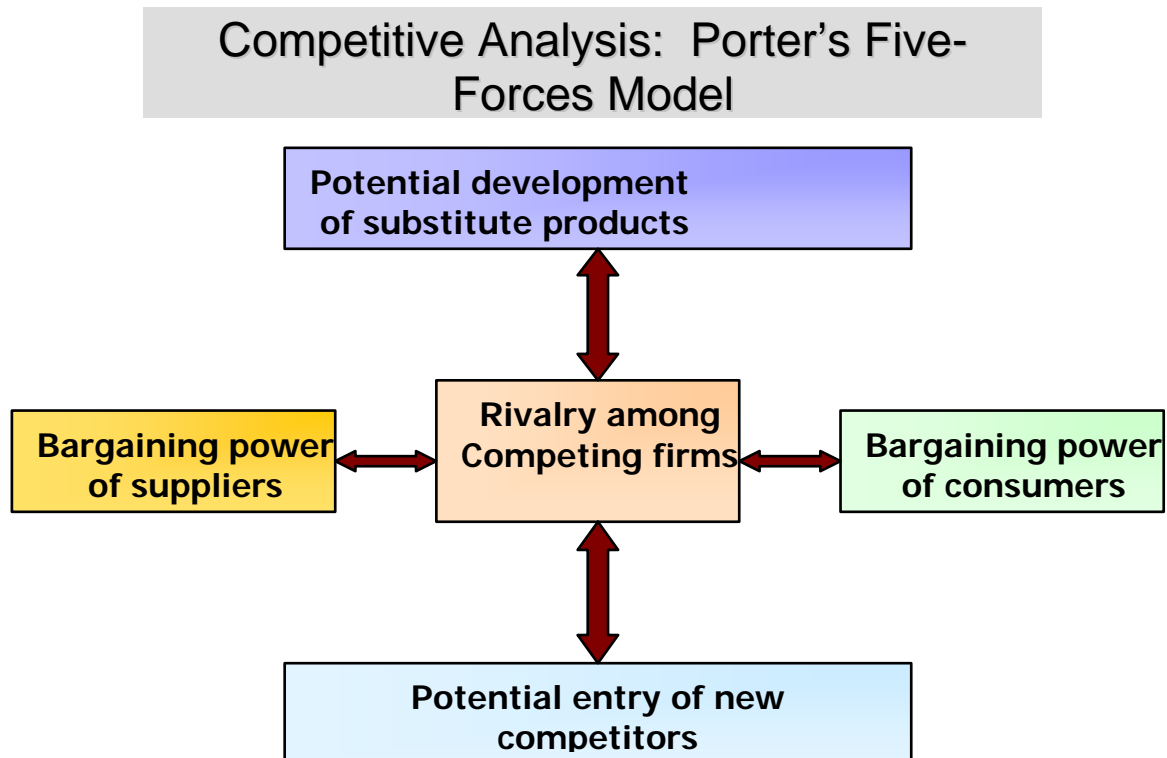 Competitive Analysis: Porter’s Five-
Forces Model
Potential development
of substitute products
Rivalry among
Competing firms
Bargaining power
of suppliers
Bargaining power
of consumers
Potential entry of new
competitors